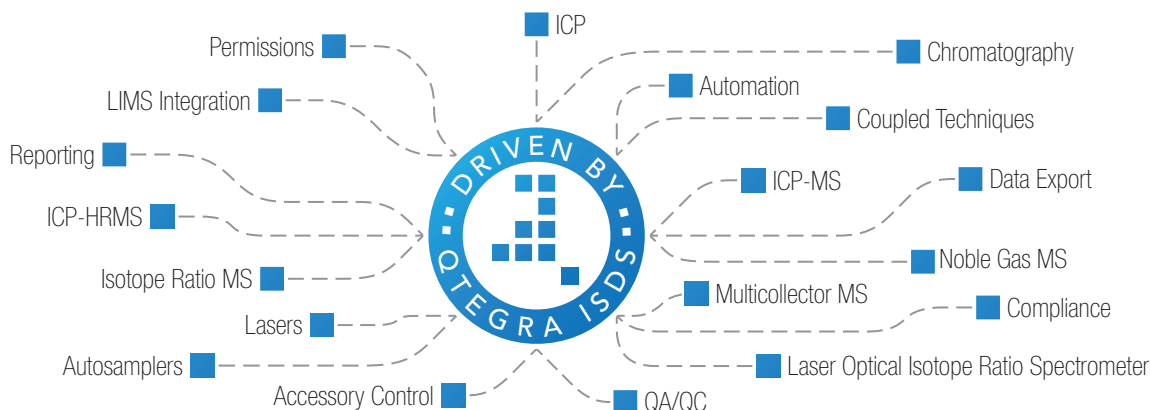 ICP
Permissions
Chromatography
LIMS Integration
Automation
Coupled Techniques
Reporting
DRIVEN BY
ICP-MS
Data Export
ICP-HRMS
QTEGRA ISDS
Isotope Ratio MS
Noble Gas MS
Multicollector MS
Compliance
Lasers
Autosamplers
Laser Optical Isotope Ratio Spectrometer
Accessory Control
QA/QC